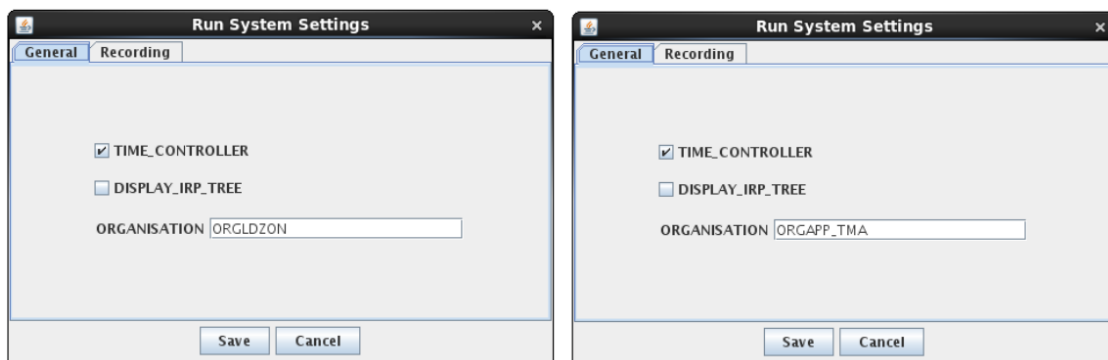 Run System Settings ×
General Recording
TIME_CONTROLLER
DISPLAY_IRP_TREE
ORGANISATION ORGLDZON
Save Cancel
Run System Settings ×
General Recording
TIME_CONTROLLER
DISPLAY_IRP_TREE
ORGANISATION ORGAPP_TMA
Save Cancel